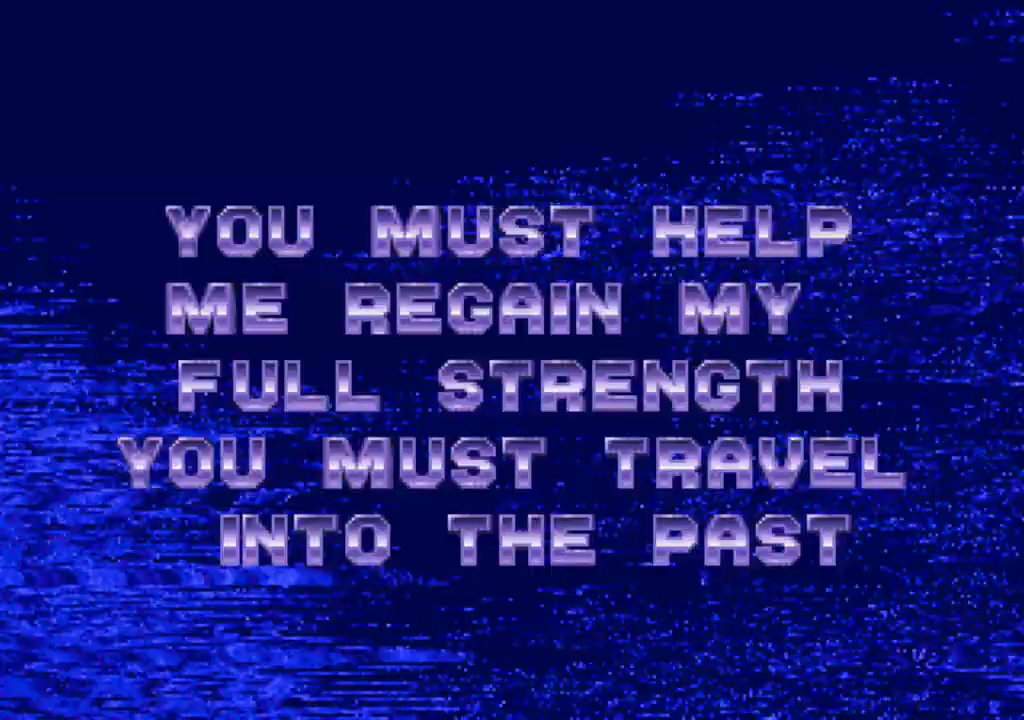 YOU MUST HELP
ME REGAIN MY
FULL STRENGTH
YOU MUST TRAVEL
INTO THE PAST